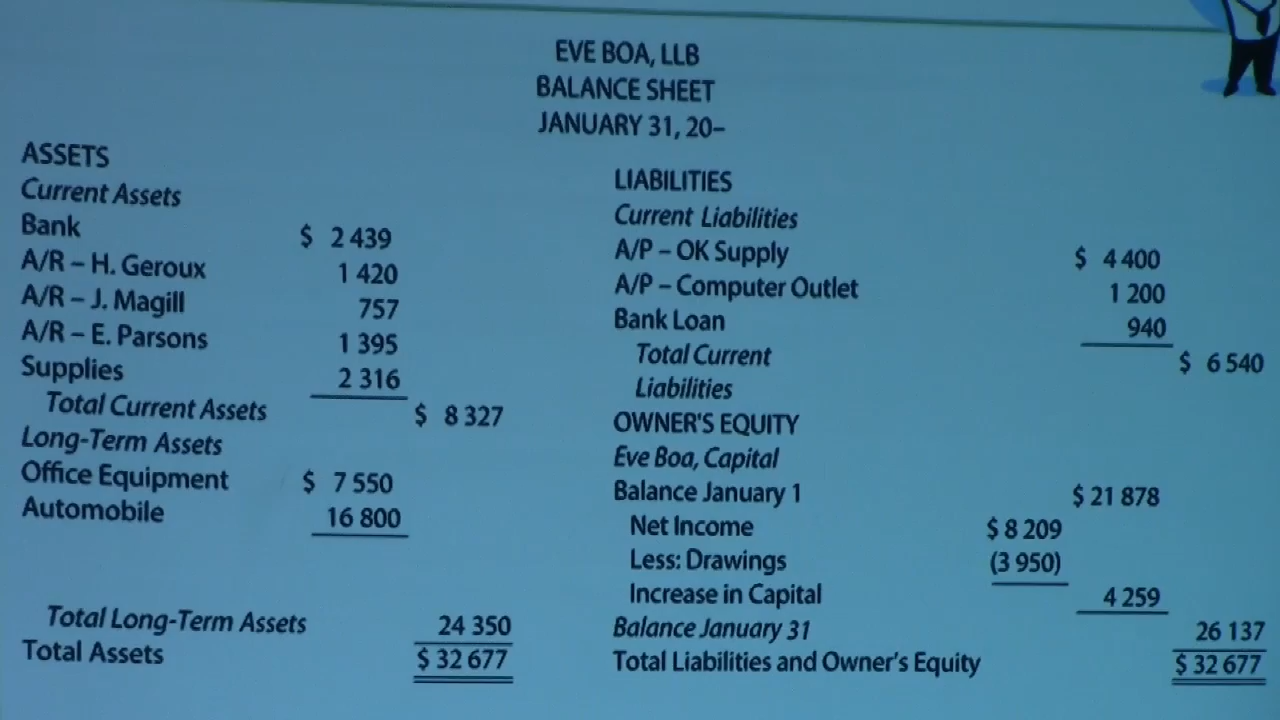 EVE BOA, LLB
BALANCE SHEET
JANUARY 31, 20–
ASSETS
Current Assets
Bank $ 2 439
A/R – H. Geroux 1 420
A/R – J. Magill 757
A/R – E. Parsons 1 395
Supplies 2 316
Total Current Assets $ 8 327
Long-Term Assets
Office Equipment $ 7 550
Automobile 16 800
Total Long-Term Assets 24 350
Total Assets $ 32 677
LIABILITIES
Current Liabilities
A/P – OK Supply $ 4 400
A/P – Computer Outlet 1 200
Bank Loan 940
Total Current $ 6 540
Liabilities
OWNER'S EQUITY
Eve Boa, Capital
Balance January 1 $ 21 878
Net Income $ 8 209
Less: Drawings (3 950)
Increase in Capital 4 259
Balance January 31 26 137
Total Liabilities and Owner's Equity $ 32 677